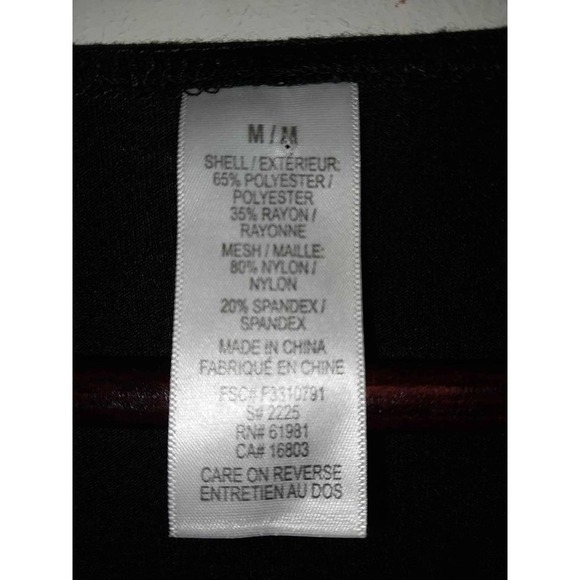 M / M
SHELL / EXTÉRIEUR:
65% POLYESTER /
POLYESTER
35% RAYON /
RAYONNE
MESH / MAILLE:
80% NYLON /
NYLON
20% SPANDEX /
SPANDEX
MADE IN CHINA
FABRIQUÉ EN CHINE
FSC# F3310791
S# 2225
RN# 61981
CA# 16803
CARE ON REVERSE
ENTRETIEN AU DOS